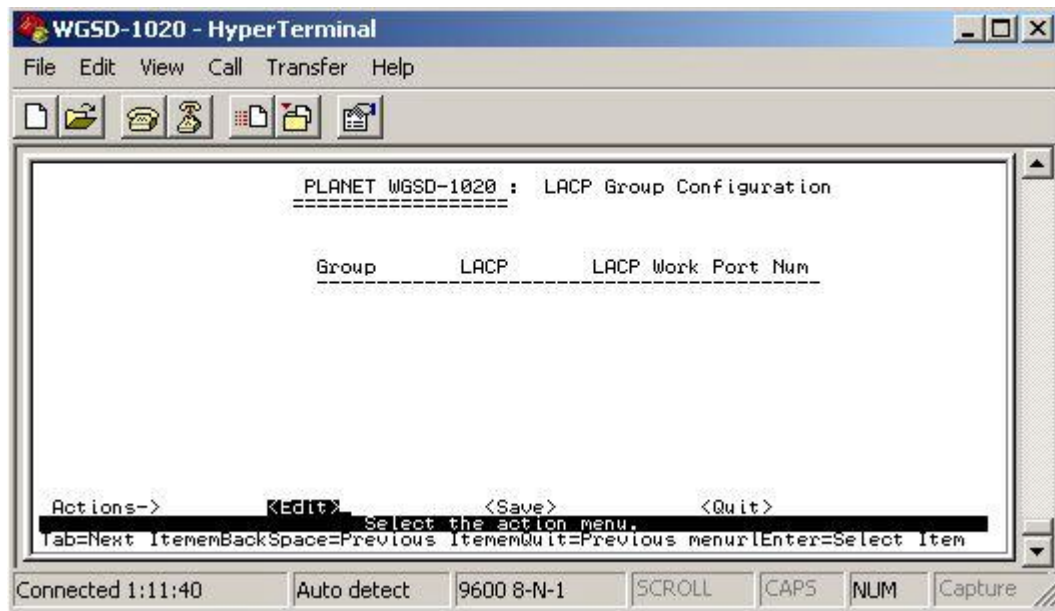 WGSD-1020 - HyperTerminal
File Edit View Call Transfer Help
PLANET WGSD-1020 : LACP Group Configuration
==================
Group LACP LACP Work Port Num
------------------------------------------
Actions-> <Edit> <Save> <Quit>
Select the action menu.
Tab=Next ItememBackSpace=Previous ItememQuit=Previous menurlEnter=Select Item
Connected 1:11:40 Auto detect 9600 8-N-1 SCROLL CAPS NUM Capture